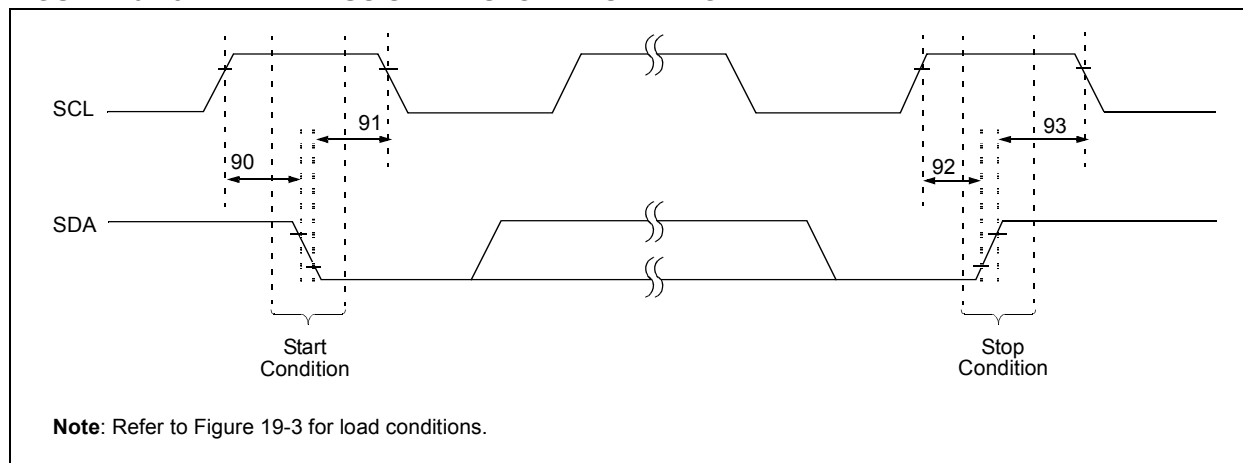 SCL
91
93
90
92
SDA
Start
Condition
Stop
Condition
Note: Refer to Figure 19-3 for load conditions.